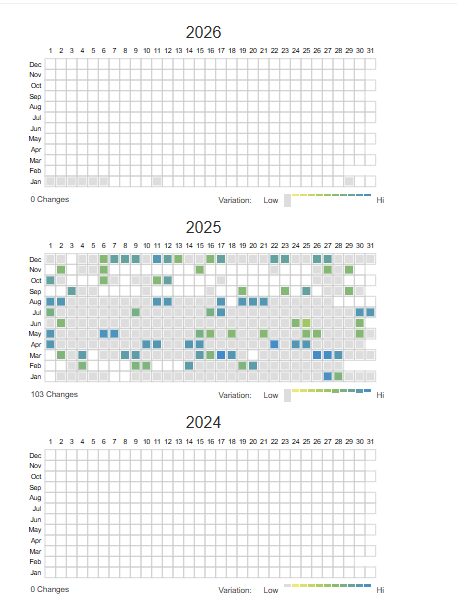 2026
1 2 3 4 5 6 7 8 9 10 11 12 13 14 15 16 17 18 19 20 21 22 23 24 25 26 27 28 29 30 31
Dec
Nov
Oct
Sep
Aug
Jul
Jun
May
Apr
Mar
Feb
Jan
0 Changes Variation: Low Hi
2025
1 2 3 4 5 6 7 8 9 10 11 12 13 14 15 16 17 18 19 20 21 22 23 24 25 26 27 28 29 30 31
Dec
Nov
Oct
Sep
Aug
Jul
Jun
May
Apr
Mar
Feb
Jan
103 Changes Variation: Low Hi
2024
1 2 3 4 5 6 7 8 9 10 11 12 13 14 15 16 17 18 19 20 21 22 23 24 25 26 27 28 29 30 31
Dec
Nov
Oct
Sep
Aug
Jul
Jun
May
Apr
Mar
Feb
Jan
0 Changes Variation: Low Hi